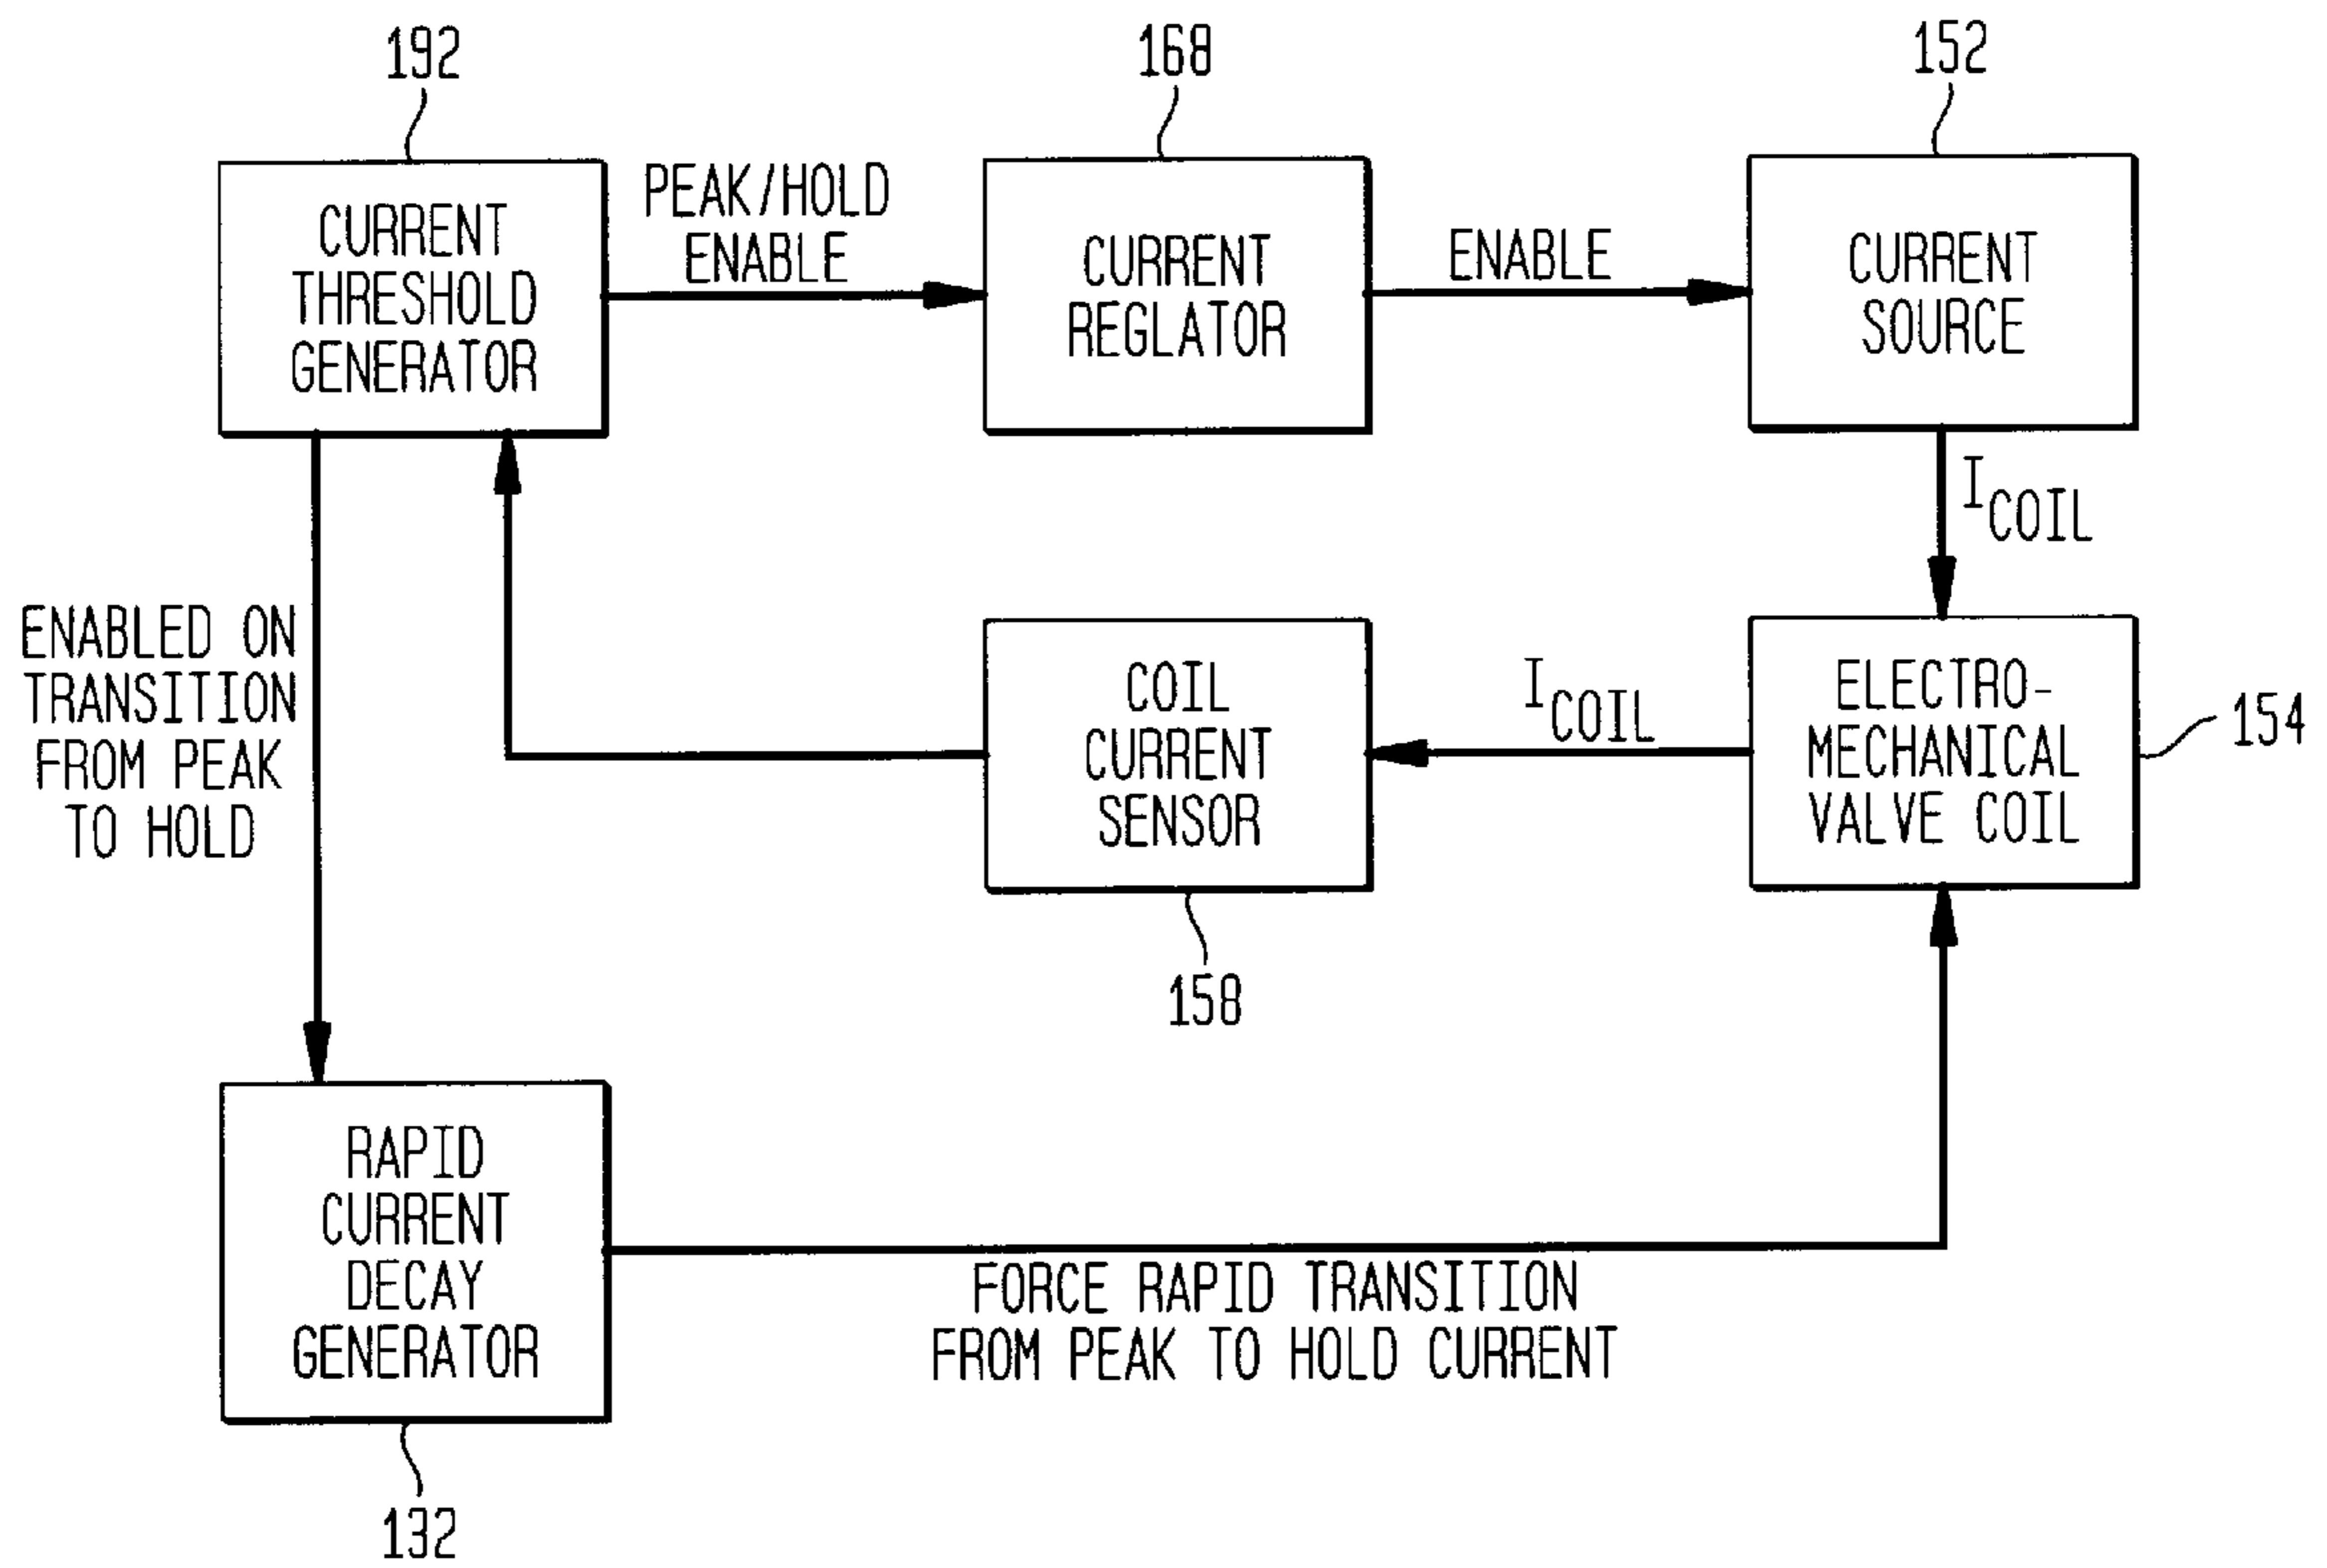 192
168
152
CURRENT
THRESHOLD
GENERATOR
PEAK/HOLD
ENABLE
CURRENT
REGLATOR
ENABLE
CURRENT
SOURCE
I COIL
ENABLED ON
TRANSITION
FROM PEAK
TO HOLD
COIL
CURRENT
SENSOR
I COIL
ELECTRO-
MECHANICAL
VALVE COIL
154
158
RAPID
CURRENT
DECAY
GENERATOR
FORCE RAPID TRANSITION
FROM PEAK TO HOLD CURRENT
132